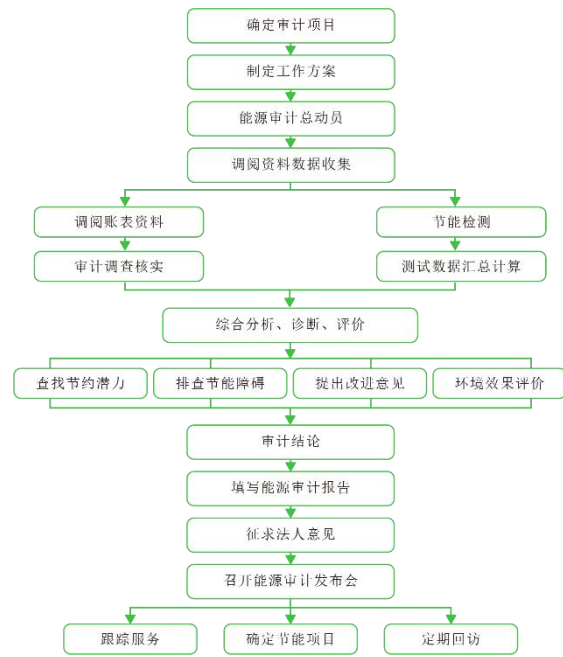 确定审计项目
制定工作方案
能源审计总动员
调阅资料数据收集
调阅账表资料
节能检测
审计调查核实
测试数据汇总计算
综合分析、诊断、评价
查找节约潜力
排查节能障碍
提出改进意见
环境效果评价
审计结论
填写能源审计报告
征求法人意见
召开能源审计发布会
跟踪服务
确定节能项目
定期回访